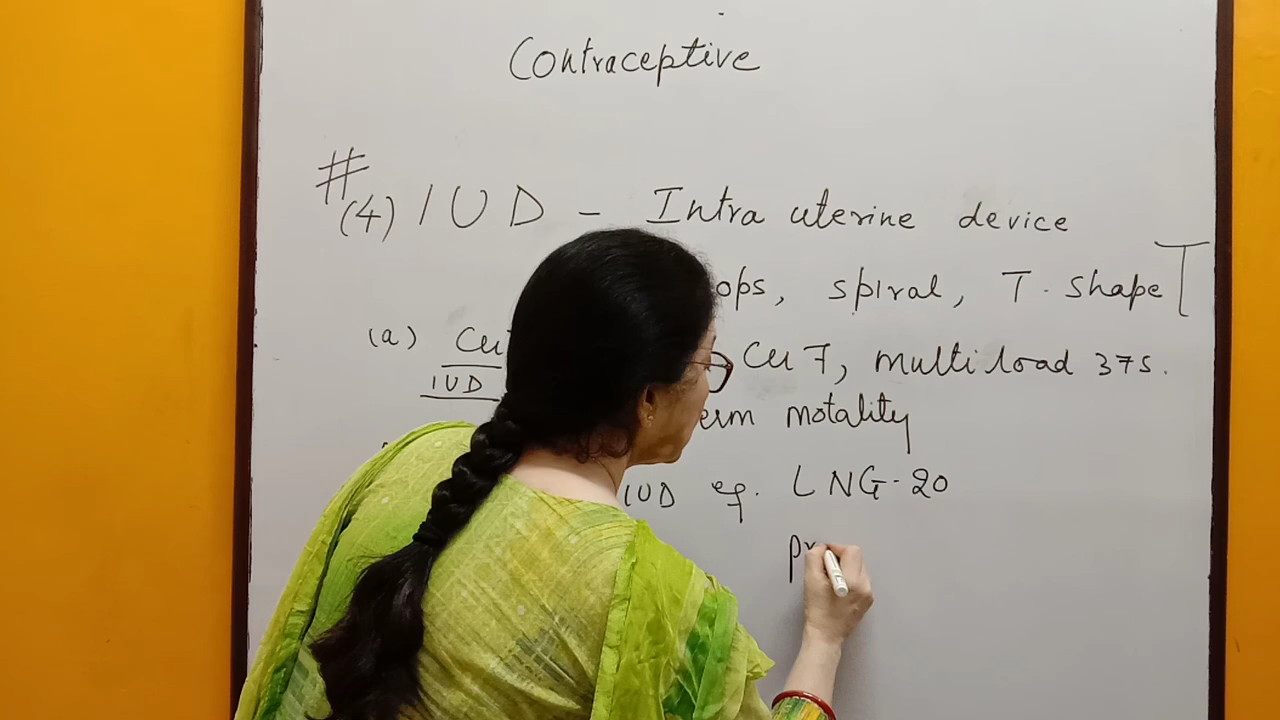 Contraceptive
# (4) IUD - Intra uterine device
ops, spiral, T. shape T
(a) Cu Cu 7, multiload 375.
IUD
erm motality
IUD eg. LNG-20
pr